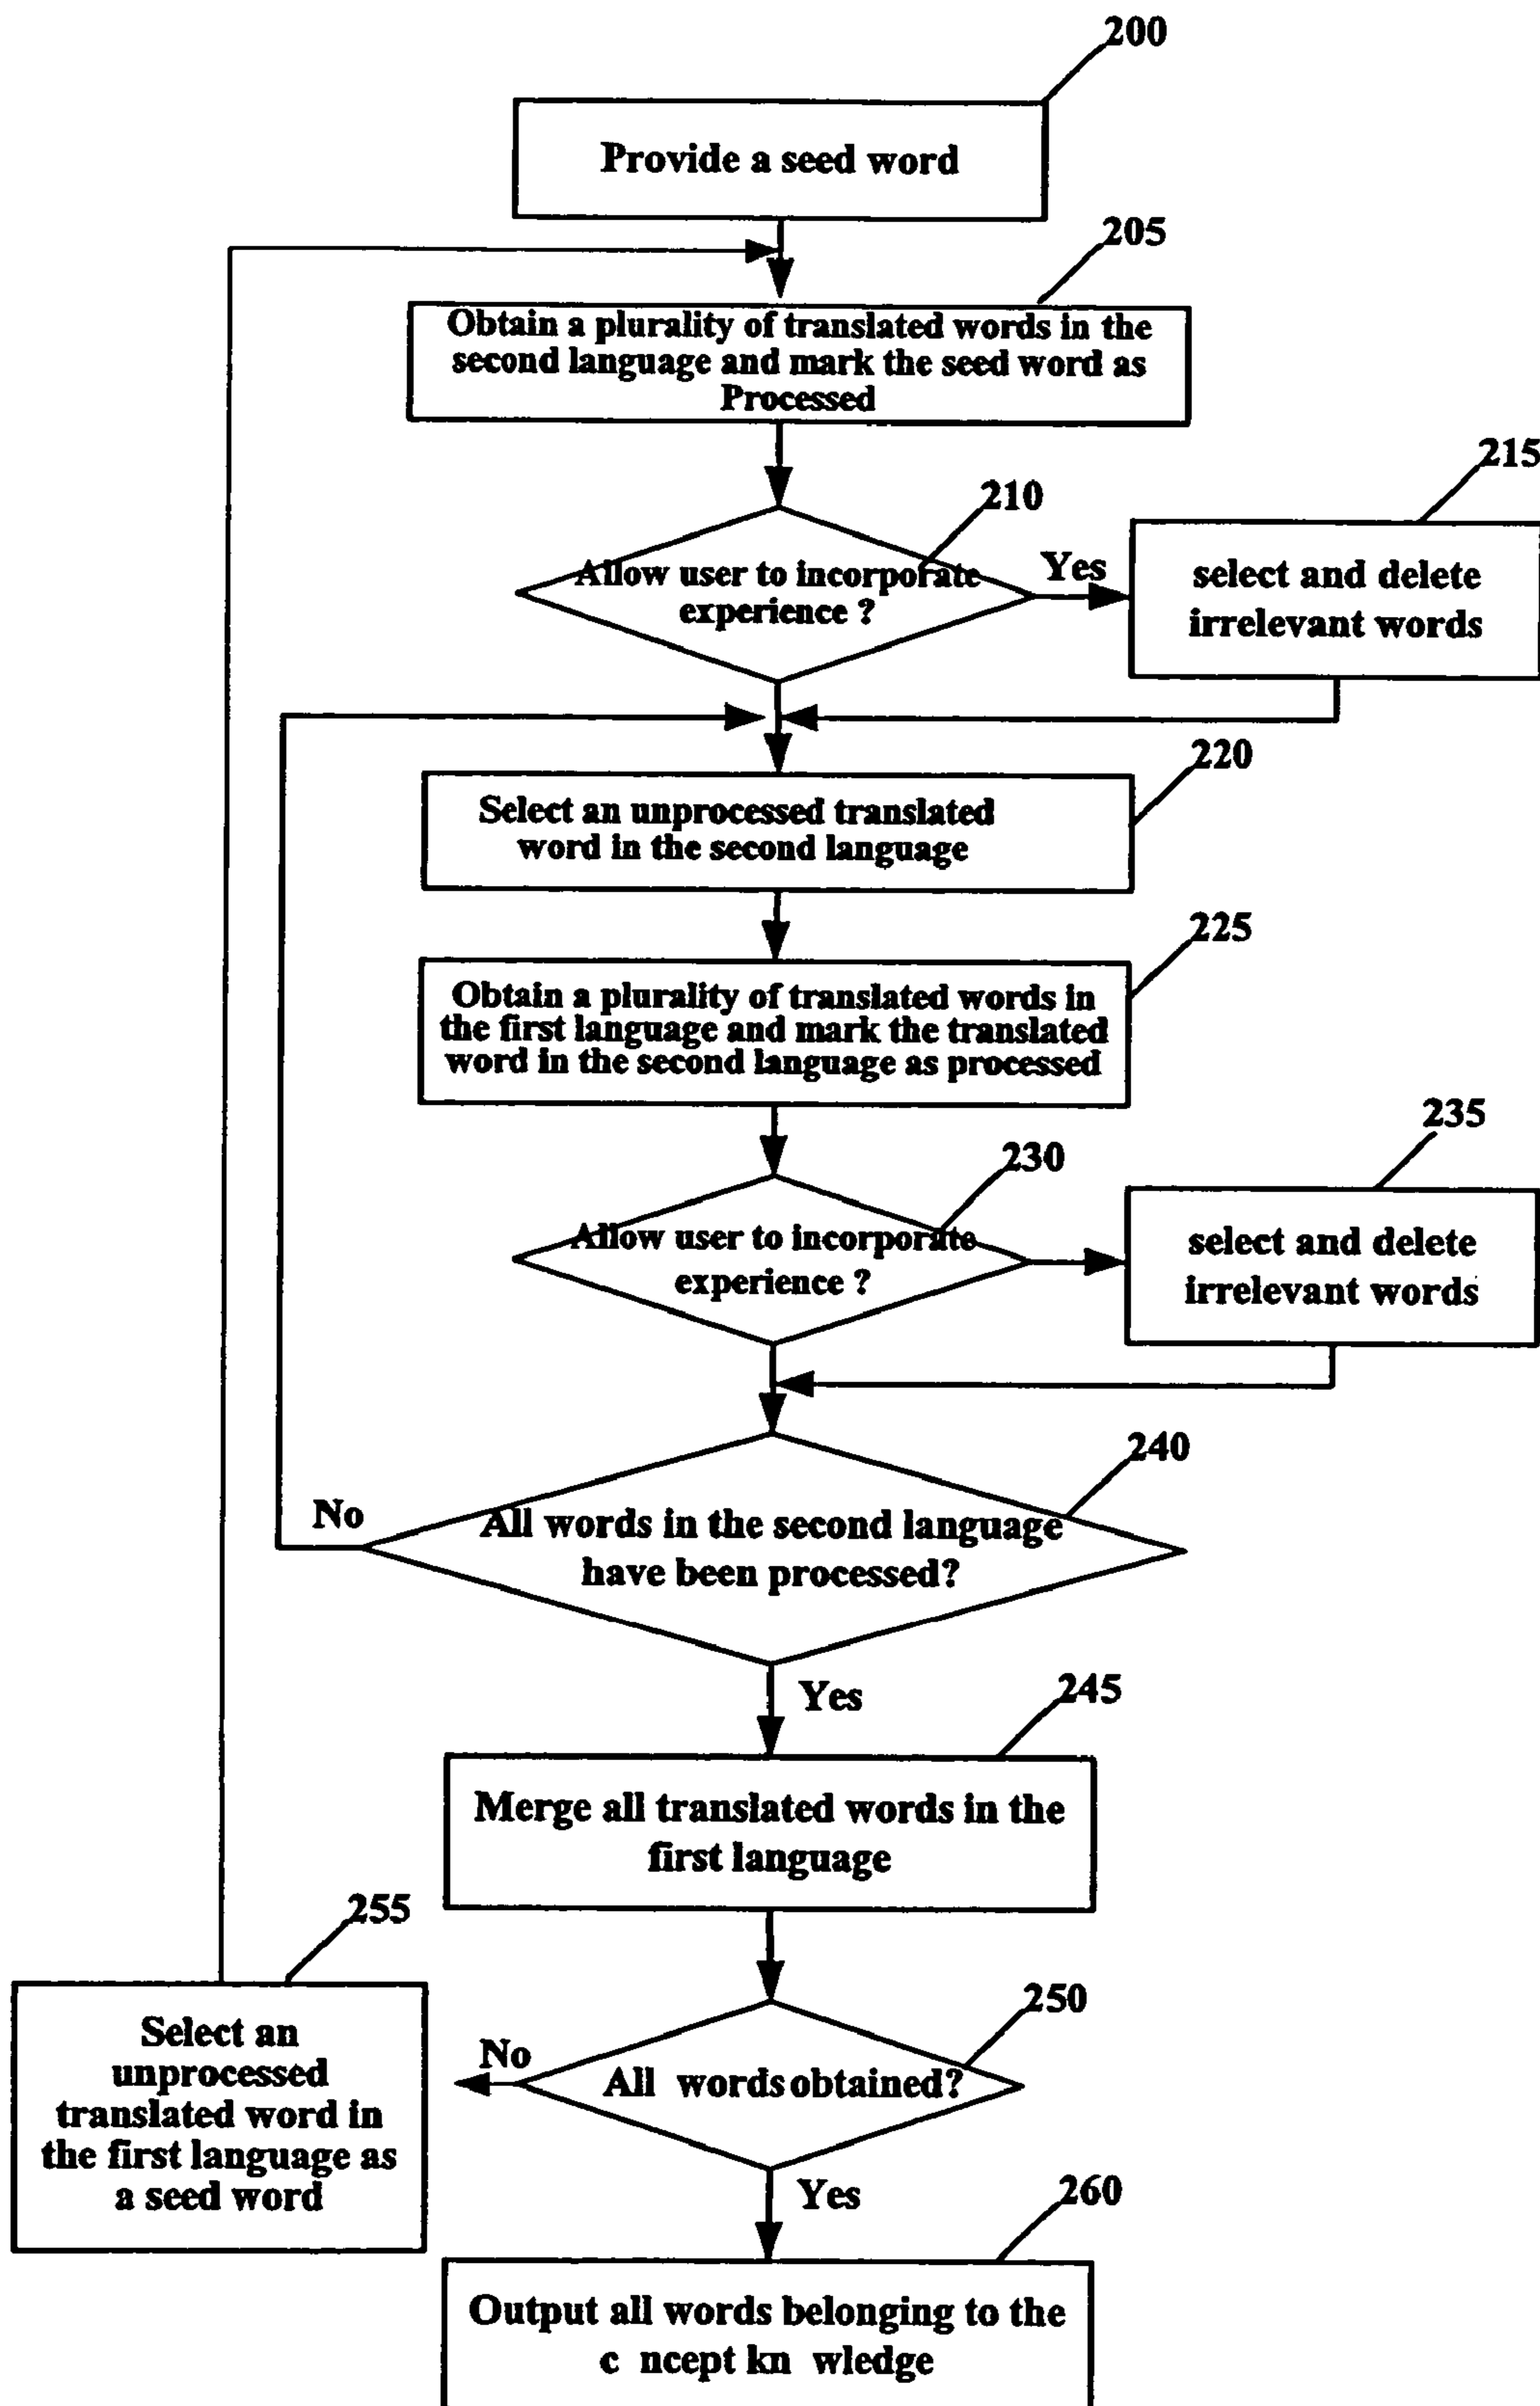 200
Provide a seed word
205
Obtain a plurality of translated words in the
second language and mark the seed word as
Processed
210
215
Allow user to incorporate
experience ?
Yes
select and delete
irrelevant words
220
Select an unprocessed translated
word in the second language
225
Obtain a plurality of translated words in
the first language and mark the translated
word in the second language as processed
230
235
Allow user to incorporate
experience ?
select and delete
irrelevant words
240
No
All words in the second language
have been processed?
Yes
245
Merge all translated words in the
first language
255
250
Select an
unprocessed
translated word in
the first language as
a seed word
No
All words obtained?
Yes
260
Output all words belonging to the
c ncept kn wledge